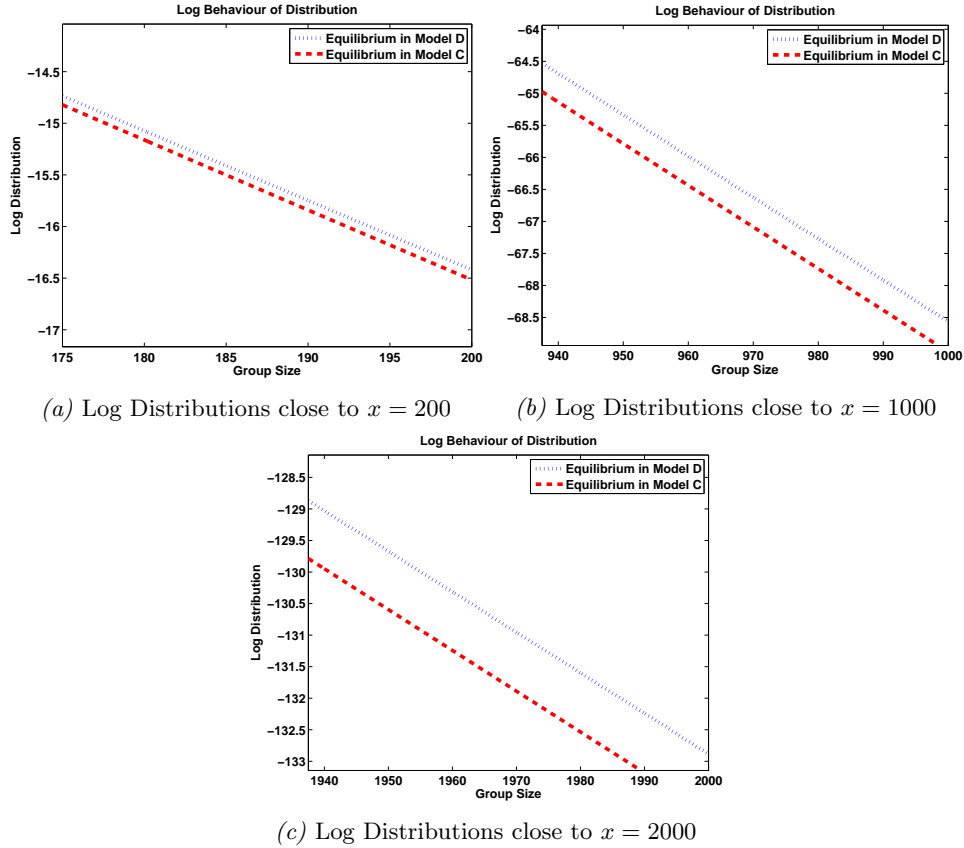 Log Behaviour of Distribution
Equilibrium in Model D
Equilibrium in Model C
−14.5
−15
−15.5
−16
−16.5
−17
Log Distribution
175 180 185 190 195 200
Group Size
(a) Log Distributions close to x = 200
Log Behaviour of Distribution
Equilibrium in Model D
Equilibrium in Model C
−64
−64.5
−65
−65.5
−66
−66.5
−67
−67.5
−68
−68.5
Log Distribution
940 950 960 970 980 990 1000
Group Size
(b) Log Distributions close to x = 1000
Log Behaviour of Distribution
Equilibrium in Model D
Equilibrium in Model C
−128.5
−129
−129.5
−130
−130.5
−131
−131.5
−132
−132.5
−133
Log Distribution
1940 1950 1960 1970 1980 1990 2000
Group Size
(c) Log Distributions close to x = 2000